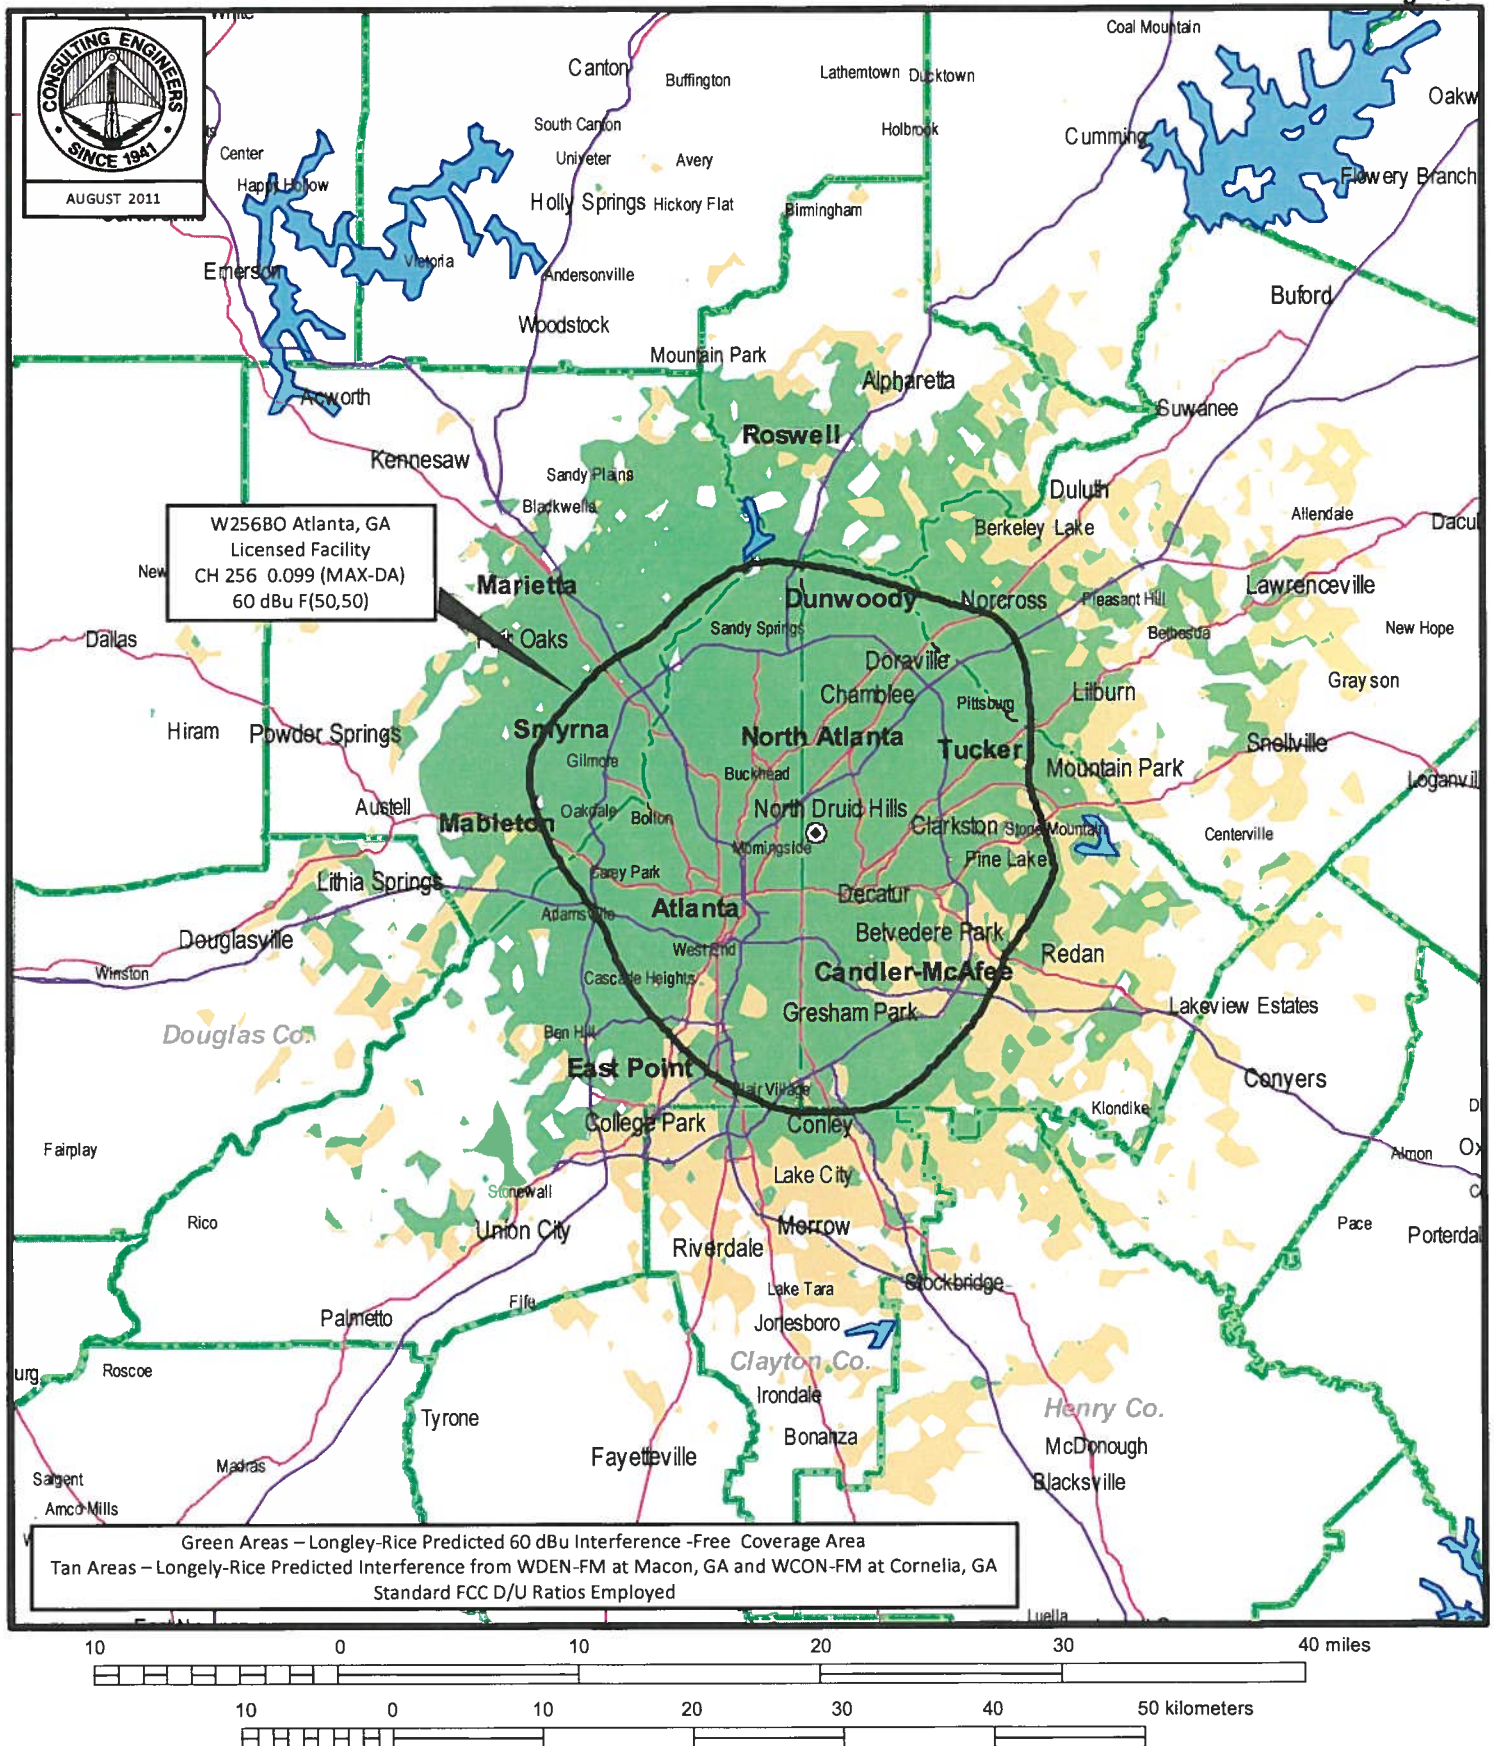 White
Coal Mountain
CONSULTING ENGINEERS
SINCE 1941
AUGUST 2011
Canton
Buffington
Lathemtown Ducktown
Oakw
South Canton
Holbrook
Cumming
Center
Univeter
Avery
Happy Hollow
Flowery Branch
Holly Springs Hickory Flat
Birmingham
Emerson
Victoria
Andersonville
Buford
Woodstock
Mountain Park
Alpharetta
Acworth
Suwanee
Roswell
Kennesaw
Sandy Plains
Duluth
Blackwells
Berkeley Lake
Allendale
Dacul
W256BO Atlanta, GA
Licensed Facility
CH 256 0.099 (MAX-DA)
60 dBu F(50,50)
New
Marietta
Dunwoody
Norcross
Pleasant Hill
Lawrenceville
Dallas
Fair Oaks
Sandy Springs
Bethesda
New Hope
Doraville
Chamblee
Pittsburg
Lilburn
Grayson
Hiram
Powder Springs
Smyrna
North Atlanta
Tucker
Snellville
Gilmore
Buckhead
Mountain Park
Loganvill
Austell
Oakdale
Bolton
North Druid Hills
Mableton
Clarkston
Stone Mountain
Centerville
Morningside
Pine Lake
Carey Park
Lithia Springs
Decatur
Atlanta
Adamsville
Douglasville
Belvedere Park
West End
Redan
Winston
Cascade Heights
Candler-McAfee
Gresham Park
Lakeview Estates
Douglas Co.
Ben Hill
East Point
Conyers
Blair Village
Klondike
College Park
Conley
Fairplay
Almon
Ox
Lake City
Stonewall
Rico
Union City
Morrow
Pace
Porterdal
Riverdale
Lake Tara
Stockbridge
Fife
Palmetto
Jonesboro
Clayton Co.
Roscoe
urg
Irondale
Henry Co.
Tyrone
Bonanza
McDonough
Fayetteville
Madras
Blacksville
Sargent
Amco Mills
Green Areas – Longley-Rice Predicted 60 dBu Interference -Free Coverage Area
Tan Areas – Longely-Rice Predicted Interference from WDEN-FM at Macon, GA and WCON-FM at Cornelia, GA
Standard FCC D/U Ratios Employed
Luella
10 0 10 20 30 40 miles
10 0 10 20 30 40 50 kilometers